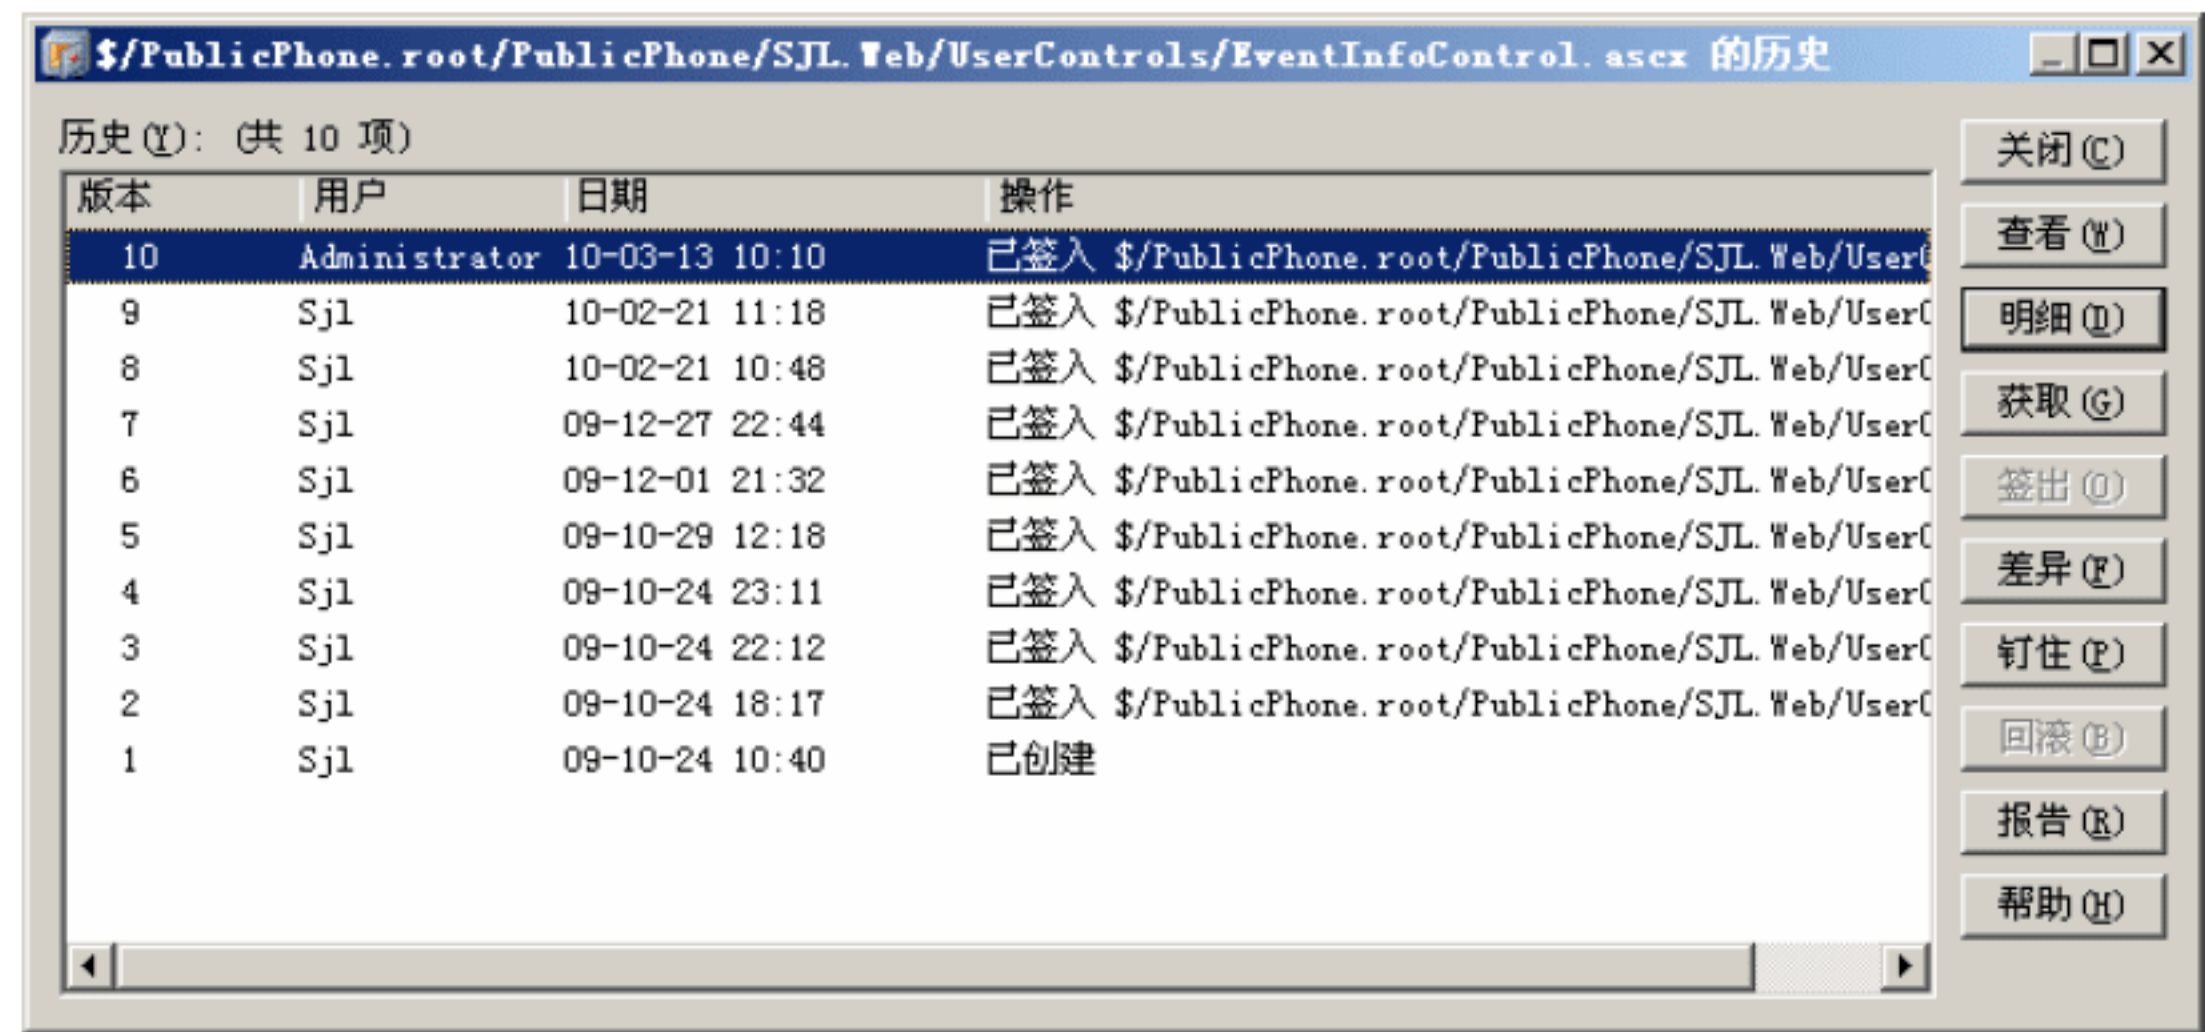 $/PublicPhone.root/PublicPhone/SJL.Web/UserControls/EventInfoControl.ascx 的历史
历史(Y): (共 10 项)
版本 用户 日期 操作
10 Administrator 10-03-13 10:10 已签入 $/PublicPhone.root/PublicPhone/SJL.Web/UserC
9 Sjl 10-02-21 11:18 已签入 $/PublicPhone.root/PublicPhone/SJL.Web/UserC
8 Sjl 10-02-21 10:48 已签入 $/PublicPhone.root/PublicPhone/SJL.Web/UserC
7 Sjl 09-12-27 22:44 已签入 $/PublicPhone.root/PublicPhone/SJL.Web/UserC
6 Sjl 09-12-01 21:32 已签入 $/PublicPhone.root/PublicPhone/SJL.Web/UserC
5 Sjl 09-10-29 12:18 已签入 $/PublicPhone.root/PublicPhone/SJL.Web/UserC
4 Sjl 09-10-24 23:11 已签入 $/PublicPhone.root/PublicPhone/SJL.Web/UserC
3 Sjl 09-10-24 22:12 已签入 $/PublicPhone.root/PublicPhone/SJL.Web/UserC
2 Sjl 09-10-24 18:17 已签入 $/PublicPhone.root/PublicPhone/SJL.Web/UserC
1 Sjl 09-10-24 10:40 已创建
关闭(C)
查看(W)
明细(D)
获取(G)
签出(O)
差异(F)
钉住(P)
回滚(B)
报告(R)
帮助(H)